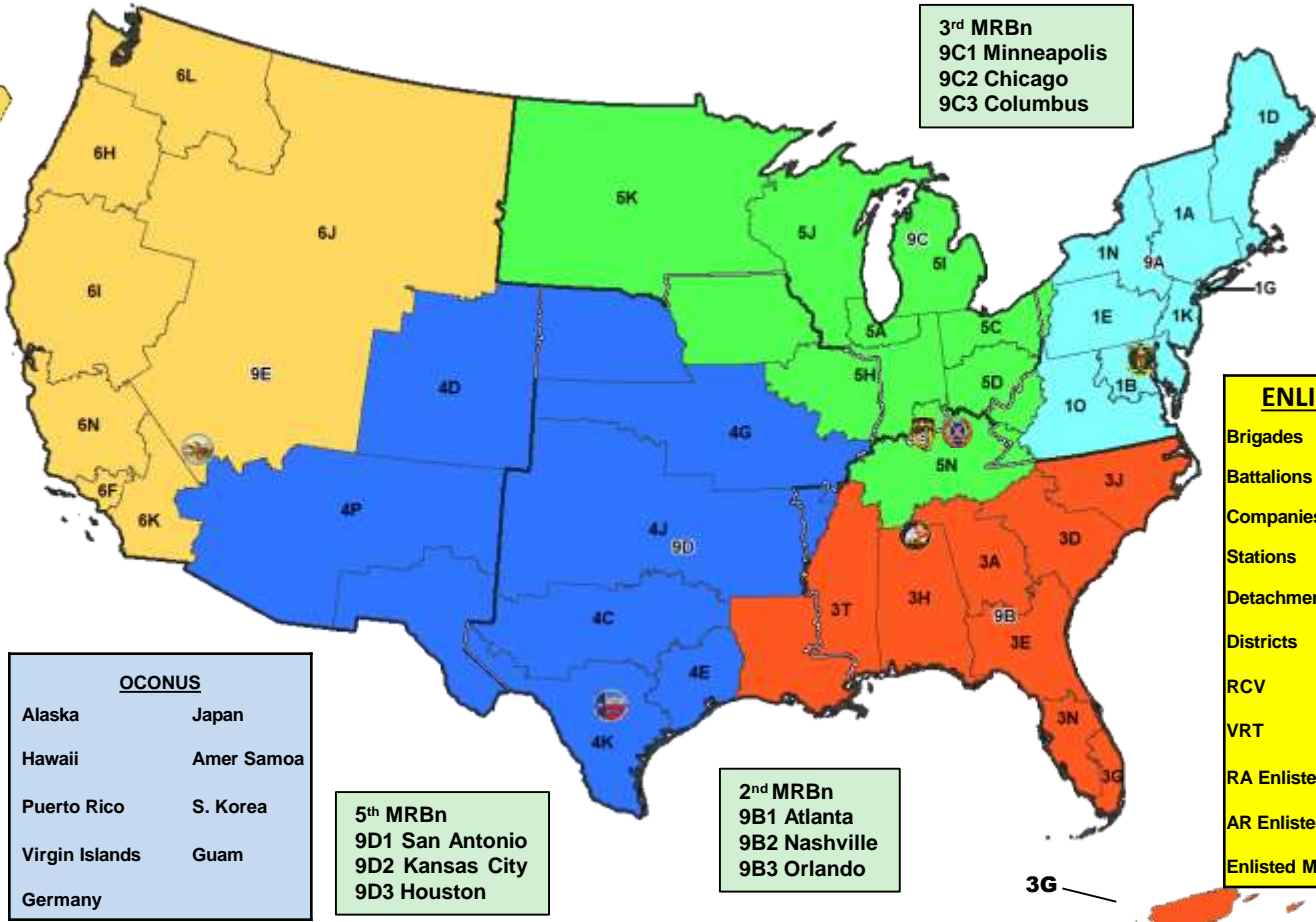 3rd MRBn
9C1 Minneapolis
9C2 Chicago
9C3 Columbus
6L
6H
6J
6I
9E
6N
6F
6K
5K
5J
9C
5I
5A
5C
5H
5D
5N
1D
1A
1N
9A
1G
1E
1K
1B
1O
4D
4G
4P
4J
9D
4C
4E
4K
3J
3D
3A
3T
3H
9B
3E
3N
3G
3G
OCONUS
Alaska Japan
Hawaii Amer Samoa
Puerto Rico S. Korea
Virgin Islands Guam
Germany
5th MRBn
9D1 San Antonio
9D2 Kansas City
9D3 Houston
2nd MRBn
9B1 Atlanta
9B2 Nashville
9B3 Orlando
ENLI
Brigades
Battalions
Companies
Stations
Detachmen
Districts
RCV
VRT
RA Enliste
AR Enliste
Enlisted M